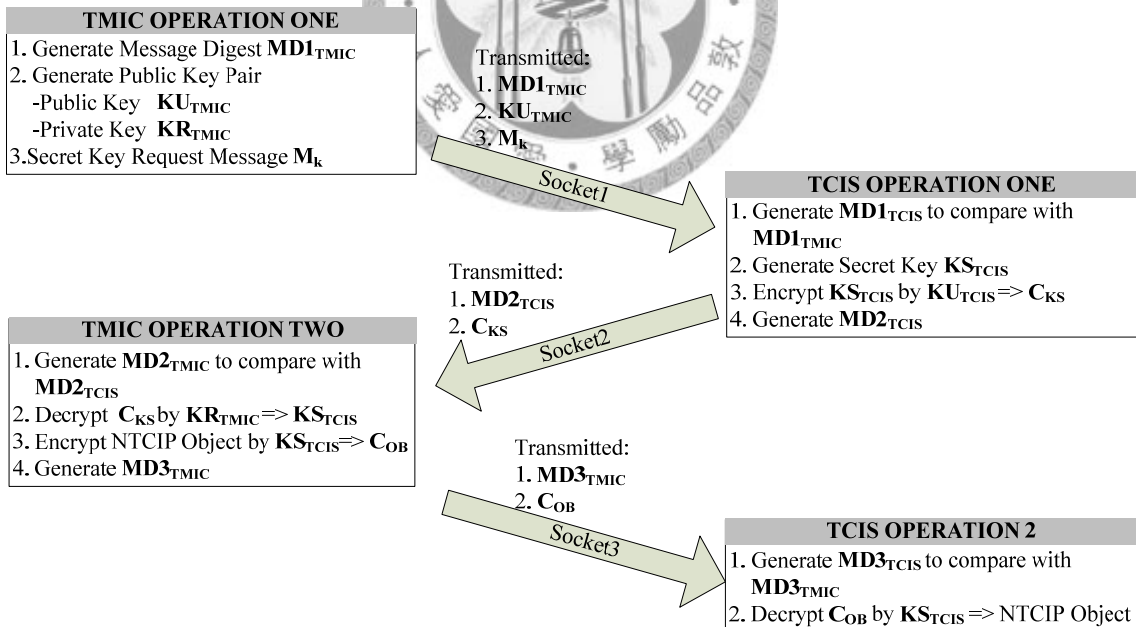 TMIC OPERATION ONE
1. Generate Message Digest MD1TMIC
2. Generate Public Key Pair
-Public Key KUTMIC
-Private Key KRTMIC
3.Secret Key Request Message Mk
Transmitted:
1. MD1TMIC
2. KUTMIC
3. Mk
Socket1
愛
學
勵
品
敦
TCIS OPERATION ONE
1. Generate MD1TCIS to compare with
MD1TMIC
2. Generate Secret Key KSTCIS
3. Encrypt KSTCIS by KUTCIS=> CKS
4. Generate MD2TCIS
Transmitted:
1. MD2TCIS
2. CKS
Socket2
TMIC OPERATION TWO
1. Generate MD2TMIC to compare with
MD2TCIS
2. Decrypt CKS by KRTMIC=> KSTCIS
3. Encrypt NTCIP Object by KSTCIS=> COB
4. Generate MD3TMIC
Transmitted:
1. MD3TMIC
2. COB
Socket3
TCIS OPERATION 2
1. Generate MD3TCIS to compare with
MD3TMIC
2. Decrypt COB by KSTCIS => NTCIP Object